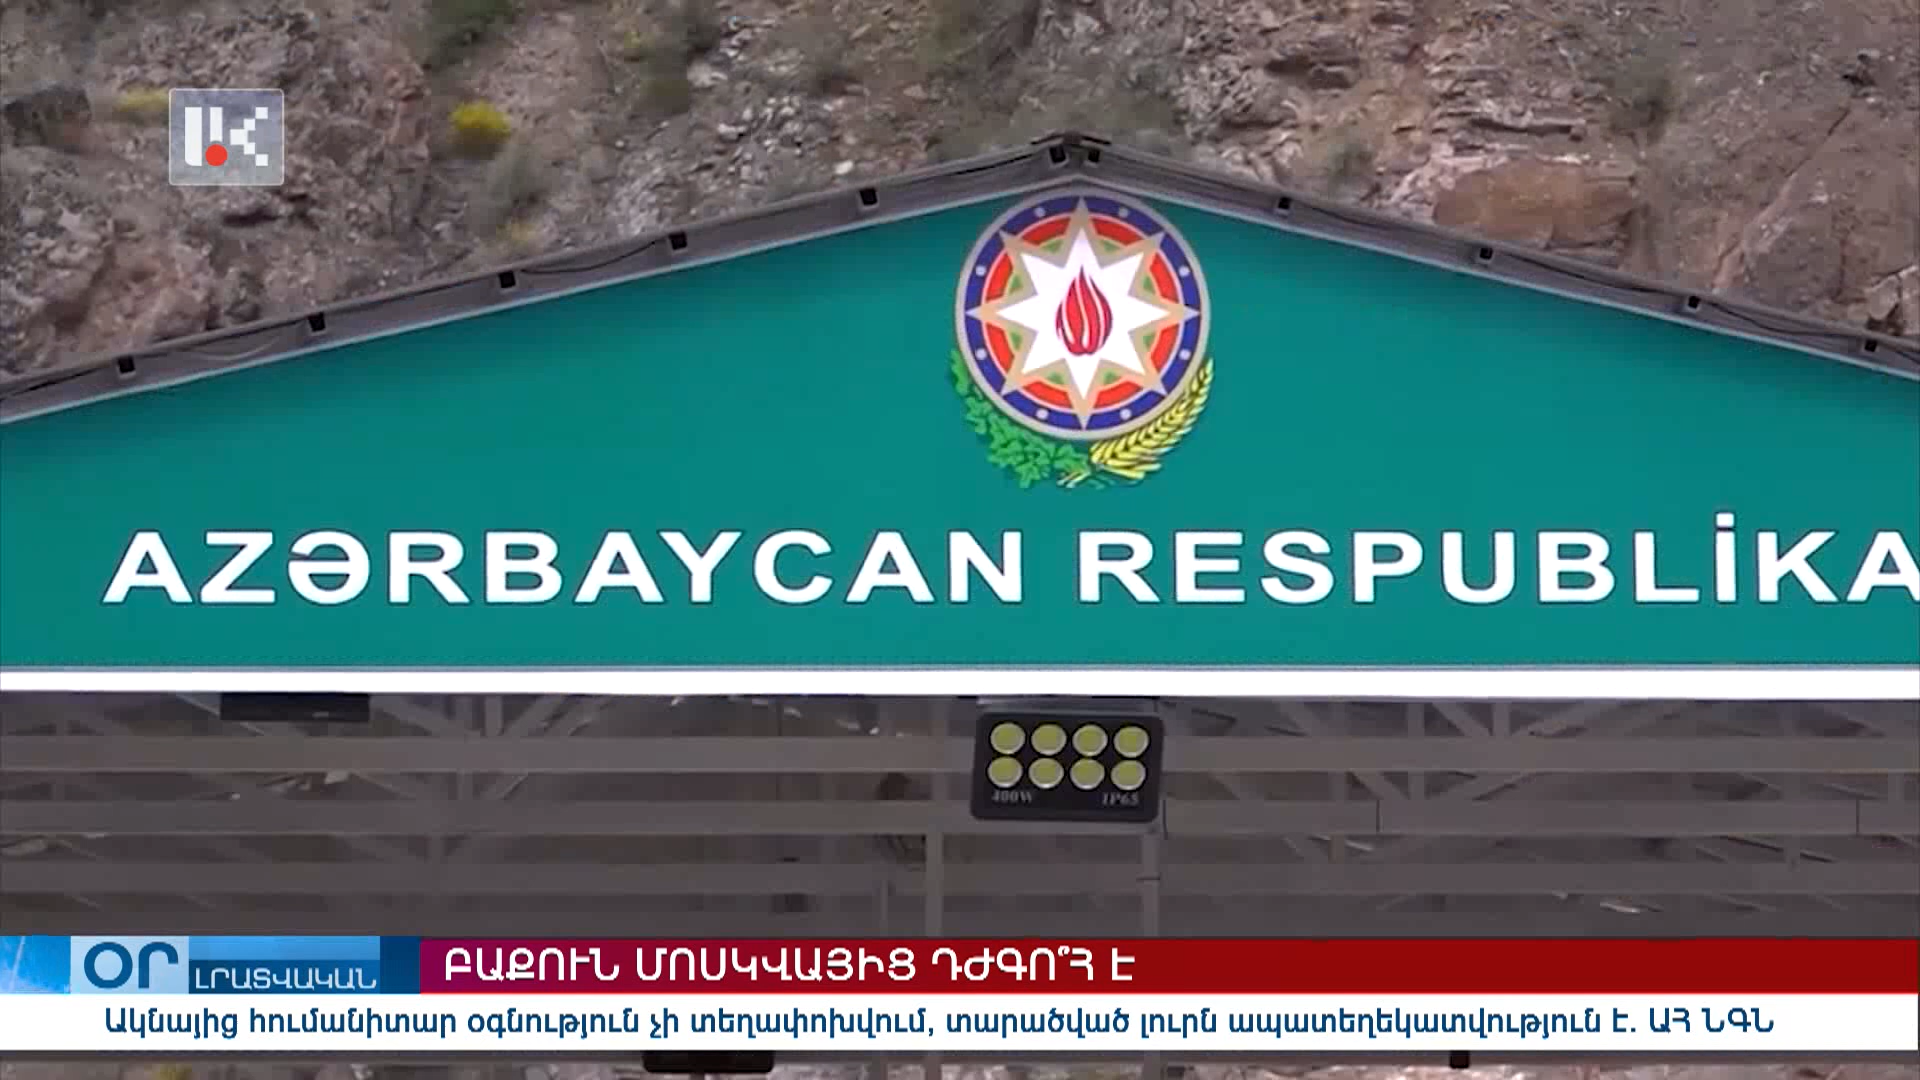 AZƏRBAYCAN RESPUBLİKA
400W IP65
ՕՐ
ԼՐԱՏՎԱԿԱՆ
ԲԱՔՈՒՆ ՄՈՍԿՎԱՅԻՑ ԴԺԳՈ՞Հ Է
Ակնայից հումանիտար օգնություն չի տեղափոխվում, տարածված լուրն ապատեղեկատվություն է. ԱՀ ՆԳՆ